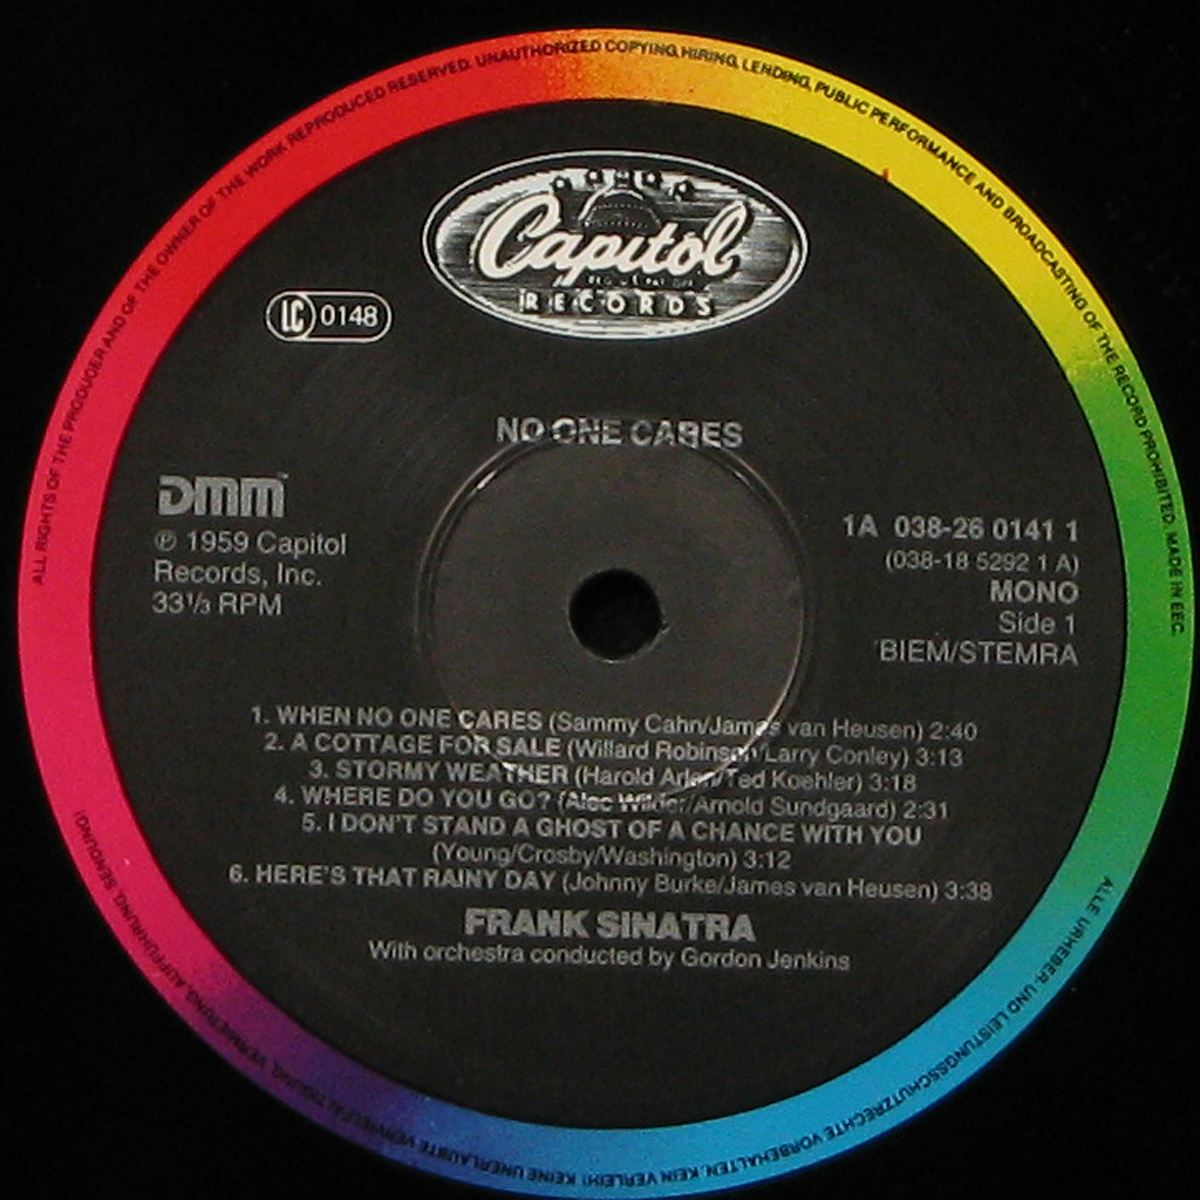 ALL RIGHTS OF THE PRODUCER AND OF THE OWNER OF THE WORK REPRODUCED RESERVED. UNAUTHORIZED COPYING, HIRING, LENDING, PUBLIC PERFORMANCE AND BROADCASTING OF THE RECORD PROHIBITED. MADE IN EEC.
Capitol
RECORDS
LC 0148
NO ONE CARES
DMM
℗ 1959 Capitol
Records, Inc.
33⅓ RPM
1A 038-26 0141 1
(038-18 5292 1 A)
MONO
Side 1
BIEM/STEMRA
1. WHEN NO ONE CARES (Sammy Cahn/James van Heusen) 2:40
2. A COTTAGE FOR SALE (Willard Robinson/Larry Conley) 3:13
3. STORMY WEATHER (Harold Arlen/Ted Koehler) 3:18
4. WHERE DO YOU GO? (Alec Wilder/Arnold Sundgaard) 2:31
5. I DON'T STAND A GHOST OF A CHANCE WITH YOU
(Young/Crosby/Washington) 3:12
6. HERE'S THAT RAINY DAY (Johnny Burke/James van Heusen) 3:38
FRANK SINATRA
With orchestra conducted by Gordon Jenkins
ALLE URHEBER- UND LEISTUNGSSCHUTZRECHTE VORBEHALTEN. KEIN VERLEIH! KEINE UNERLAUBTE VERVIELFÄLTIGUNG, VERMIETUNG, AUFFÜHRUNG, SENDUNG!